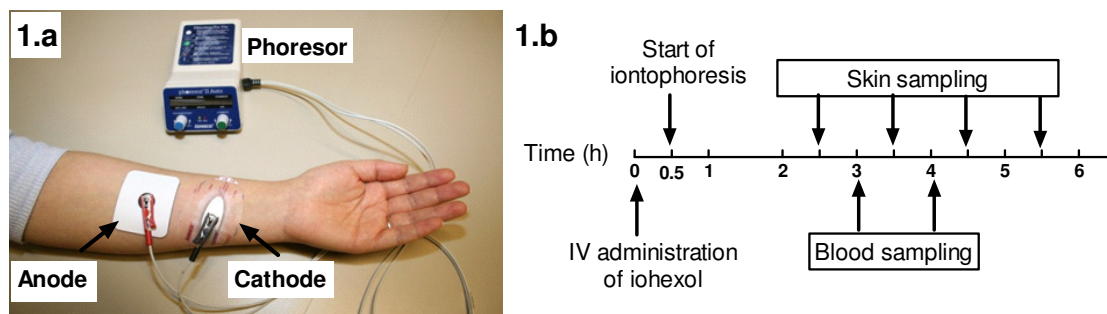 1.a
Phoresor
Anode
Cathode
1.b
Start of
iontophoresis
Skin sampling
Time (h)
0 0.5 1 2 3 4 5 6
IV administration
of iohexol
Blood sampling